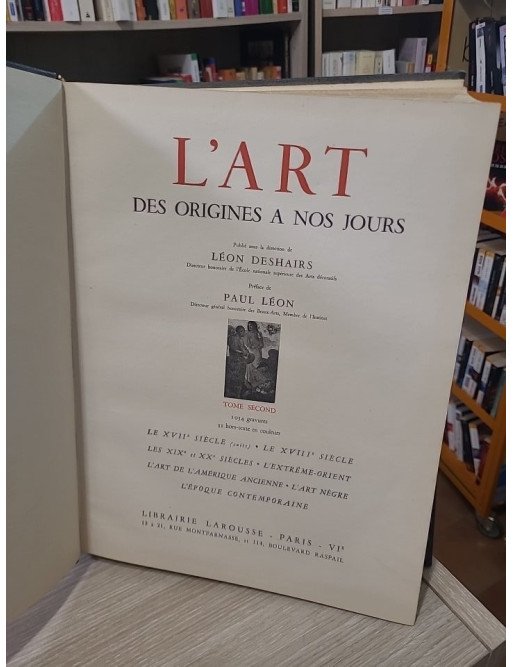 L'ART
DES ORIGINES A NOS JOURS
Publié sous la direction de
LÉON DESHAIRS
Directeur honoraire de l'École nationale supérieure des Arts décoratifs
Préface de
PAUL LÉON
Directeur général honoraire des Beaux-Arts, Membre de l'Institut
TOME SECOND
1054 gravures
11 hors-texte en couleurs
LE XVIIᵉ SIÈCLE (suite) • LE XVIIIᵉ SIÈCLE
LES XIXᵉ et XXᵉ SIÈCLES • L'EXTRÊME-ORIENT
L'ART DE L'AMÉRIQUE ANCIENNE • L'ART NÈGRE
L'ÉPOQUE CONTEMPORAINE
LIBRAIRIE LAROUSSE - PARIS - VIᵉ
13 à 21, RUE MONTPARNASSE, et 114, BOULEVARD RASPAIL